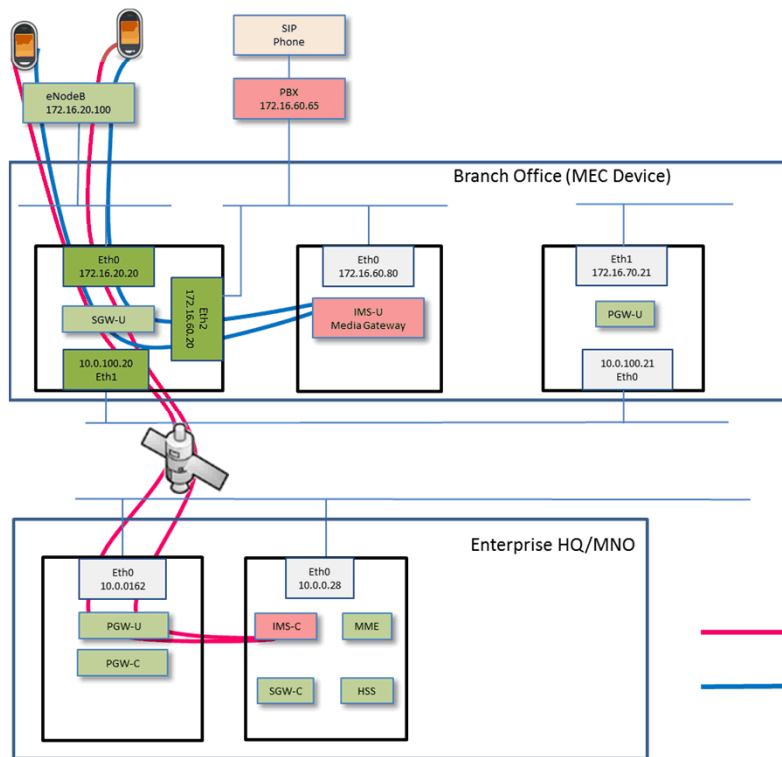 SIP
Phone
eNodeB
172.16.20.100
PBX
172.16.60.65
Branch Office (MEC Device)
Eth0
172.16.20.20
Eth2
172.16.60.20
SGW-U
10.0.100.20
Eth1
Eth0
172.16.60.80
IMS-U
Media Gateway
Eth1
172.16.70.21
PGW-U
10.0.100.21
Eth0
Enterprise HQ/MNO
Eth0
10.0.0162
PGW-U
PGW-C
Eth0
10.0.0.28
IMS-C
MME
SGW-C
HSS